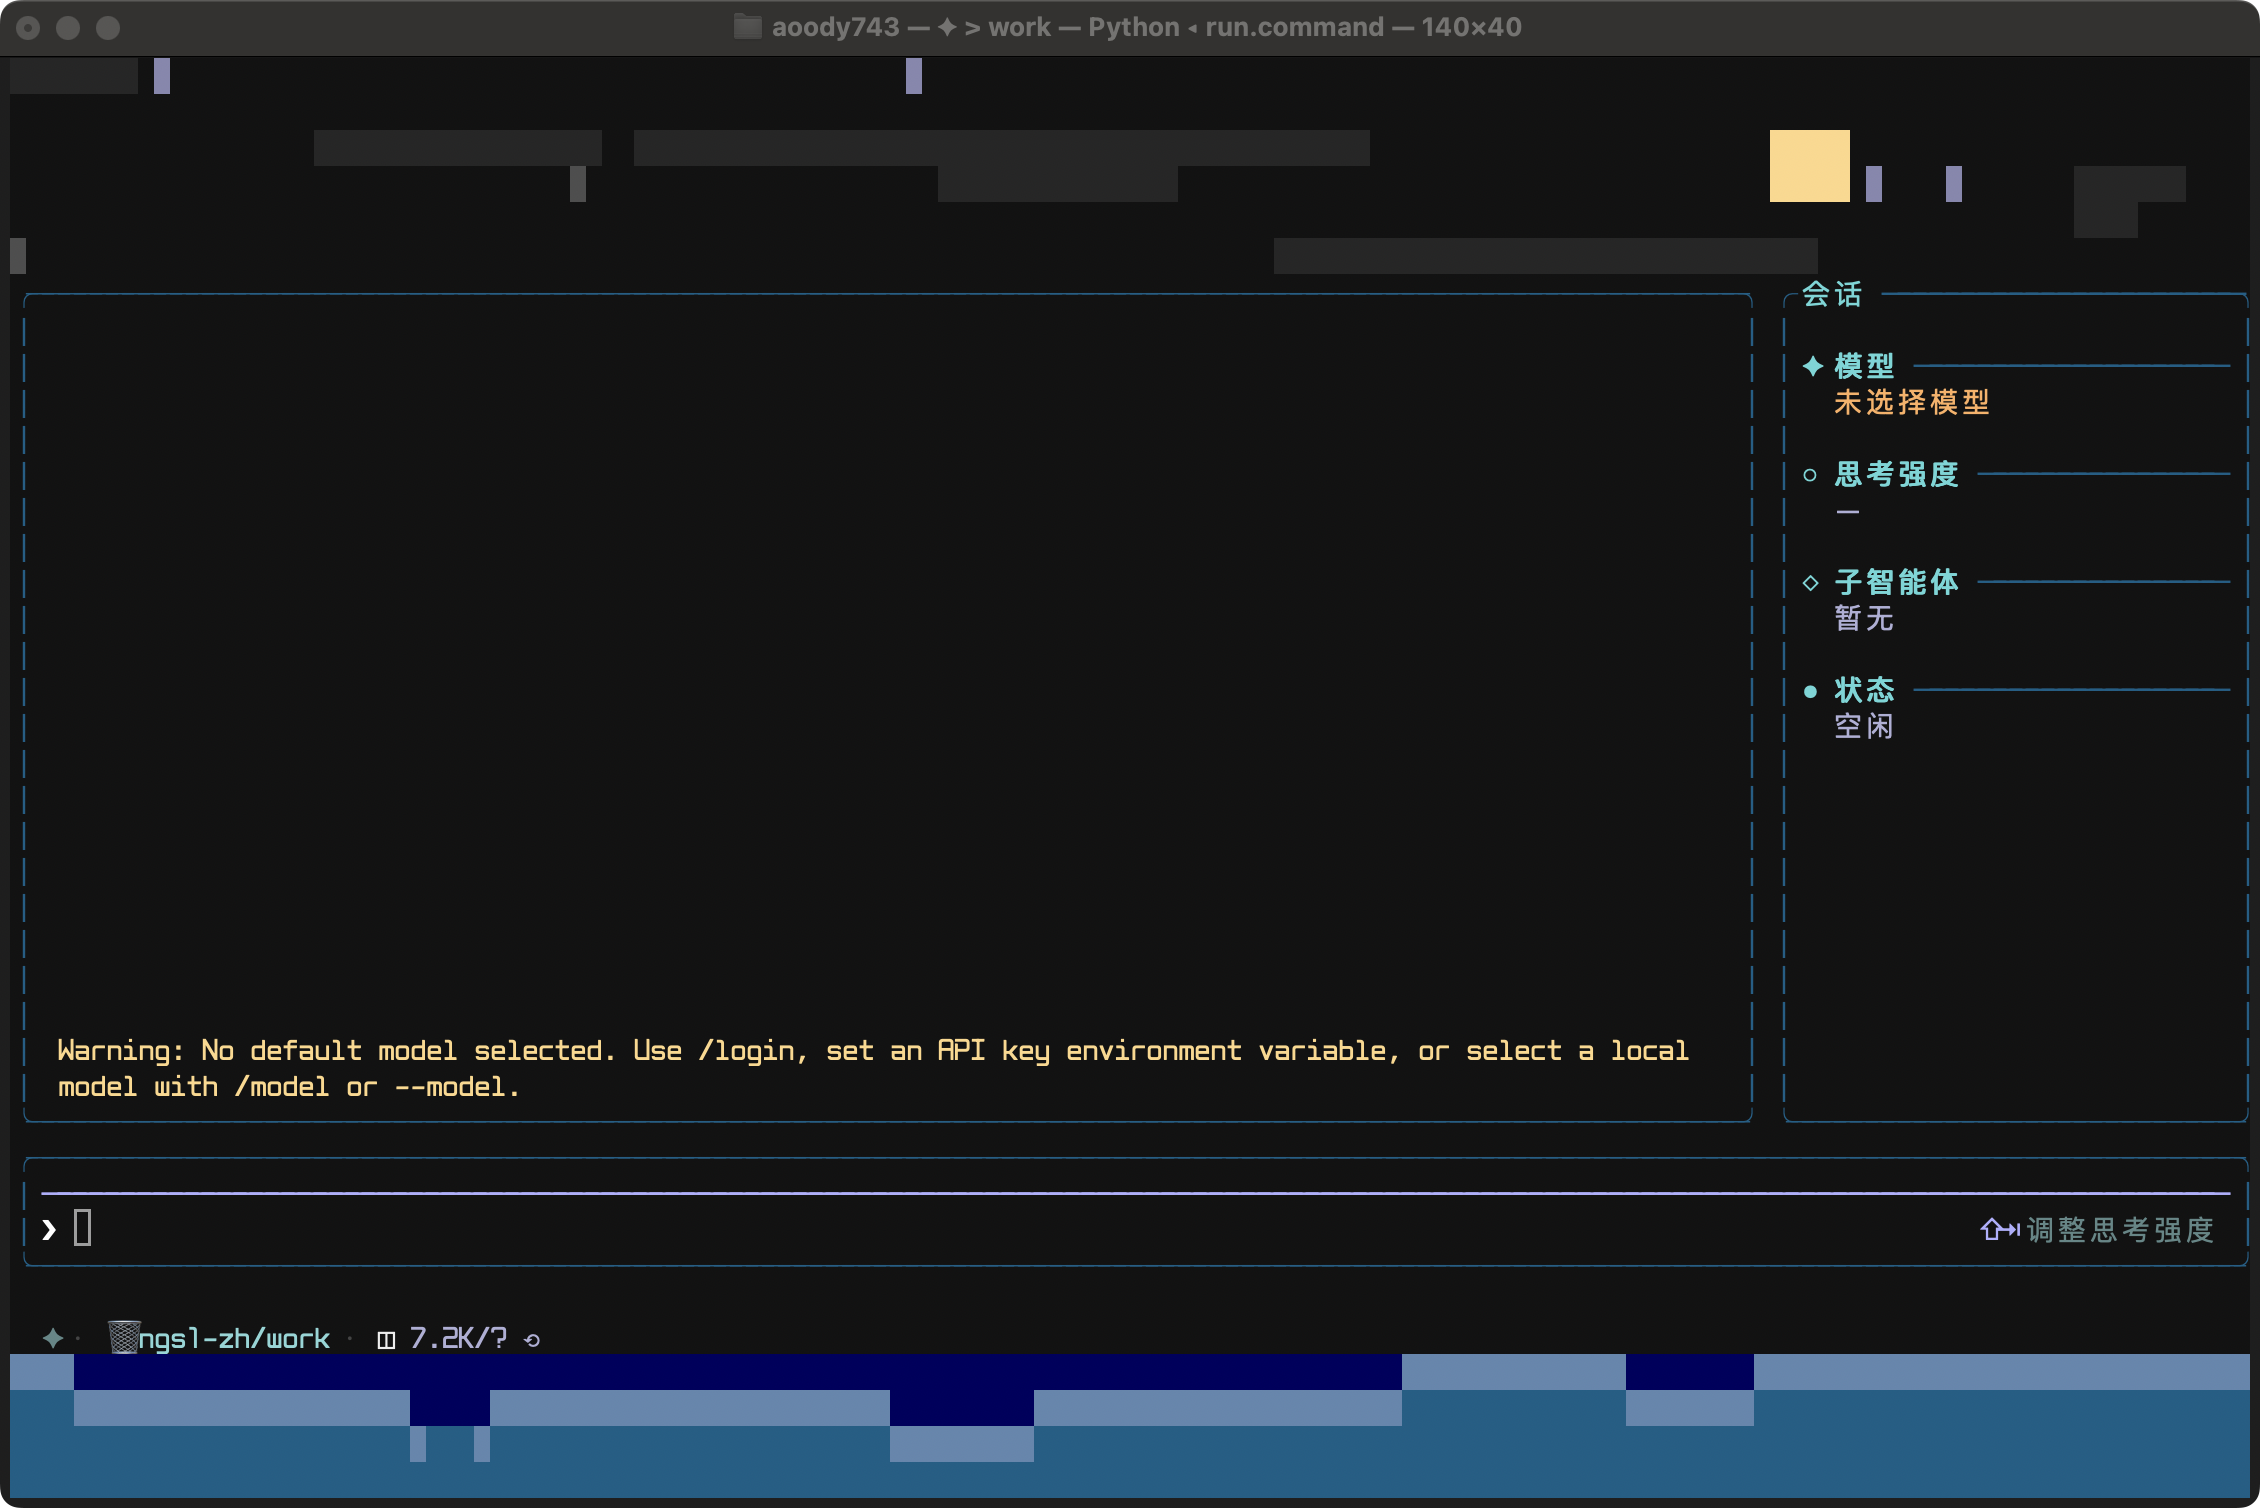 aoody743 — ✦ > work — Python ◂ run.command — 140×40
会话
✦ 模型
未选择模型
○ 思考强度
—
◇ 子智能体
暂无
● 状态
空闲
Warning: No default model selected. Use /login, set an API key environment variable, or select a local
model with /model or --model.
❯
⇧⇥ 调整思考强度
✦ · 🗑ngsl-zh/work · ◫ 7.2K/? ⟲